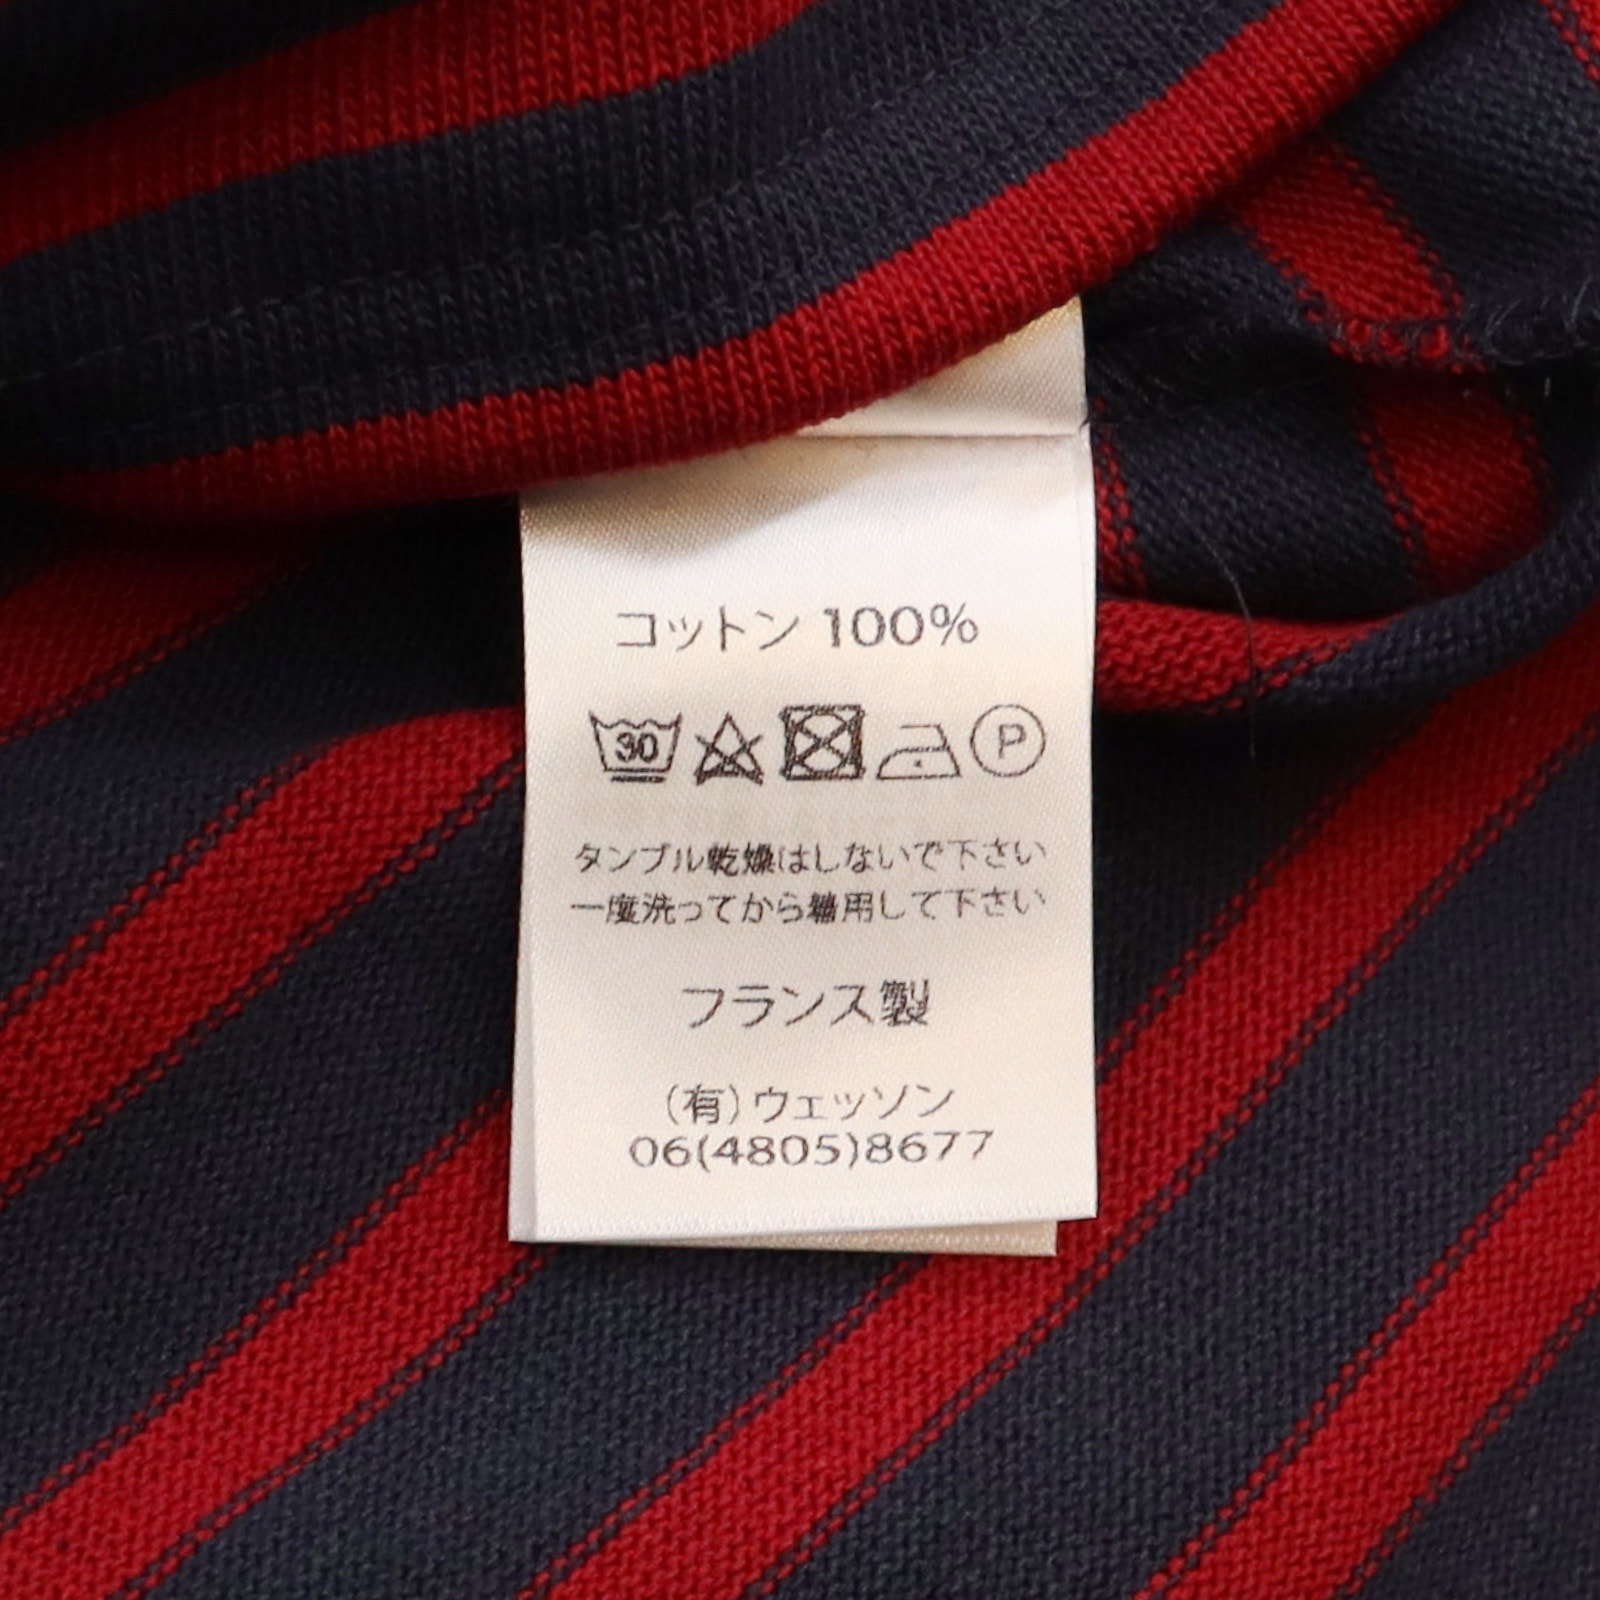 コットン 100%
30 P
タンブル乾燥はしないで下さい
一度洗ってから着用して下さい
フランス製
(有)ウェッソン
06(4805)8677